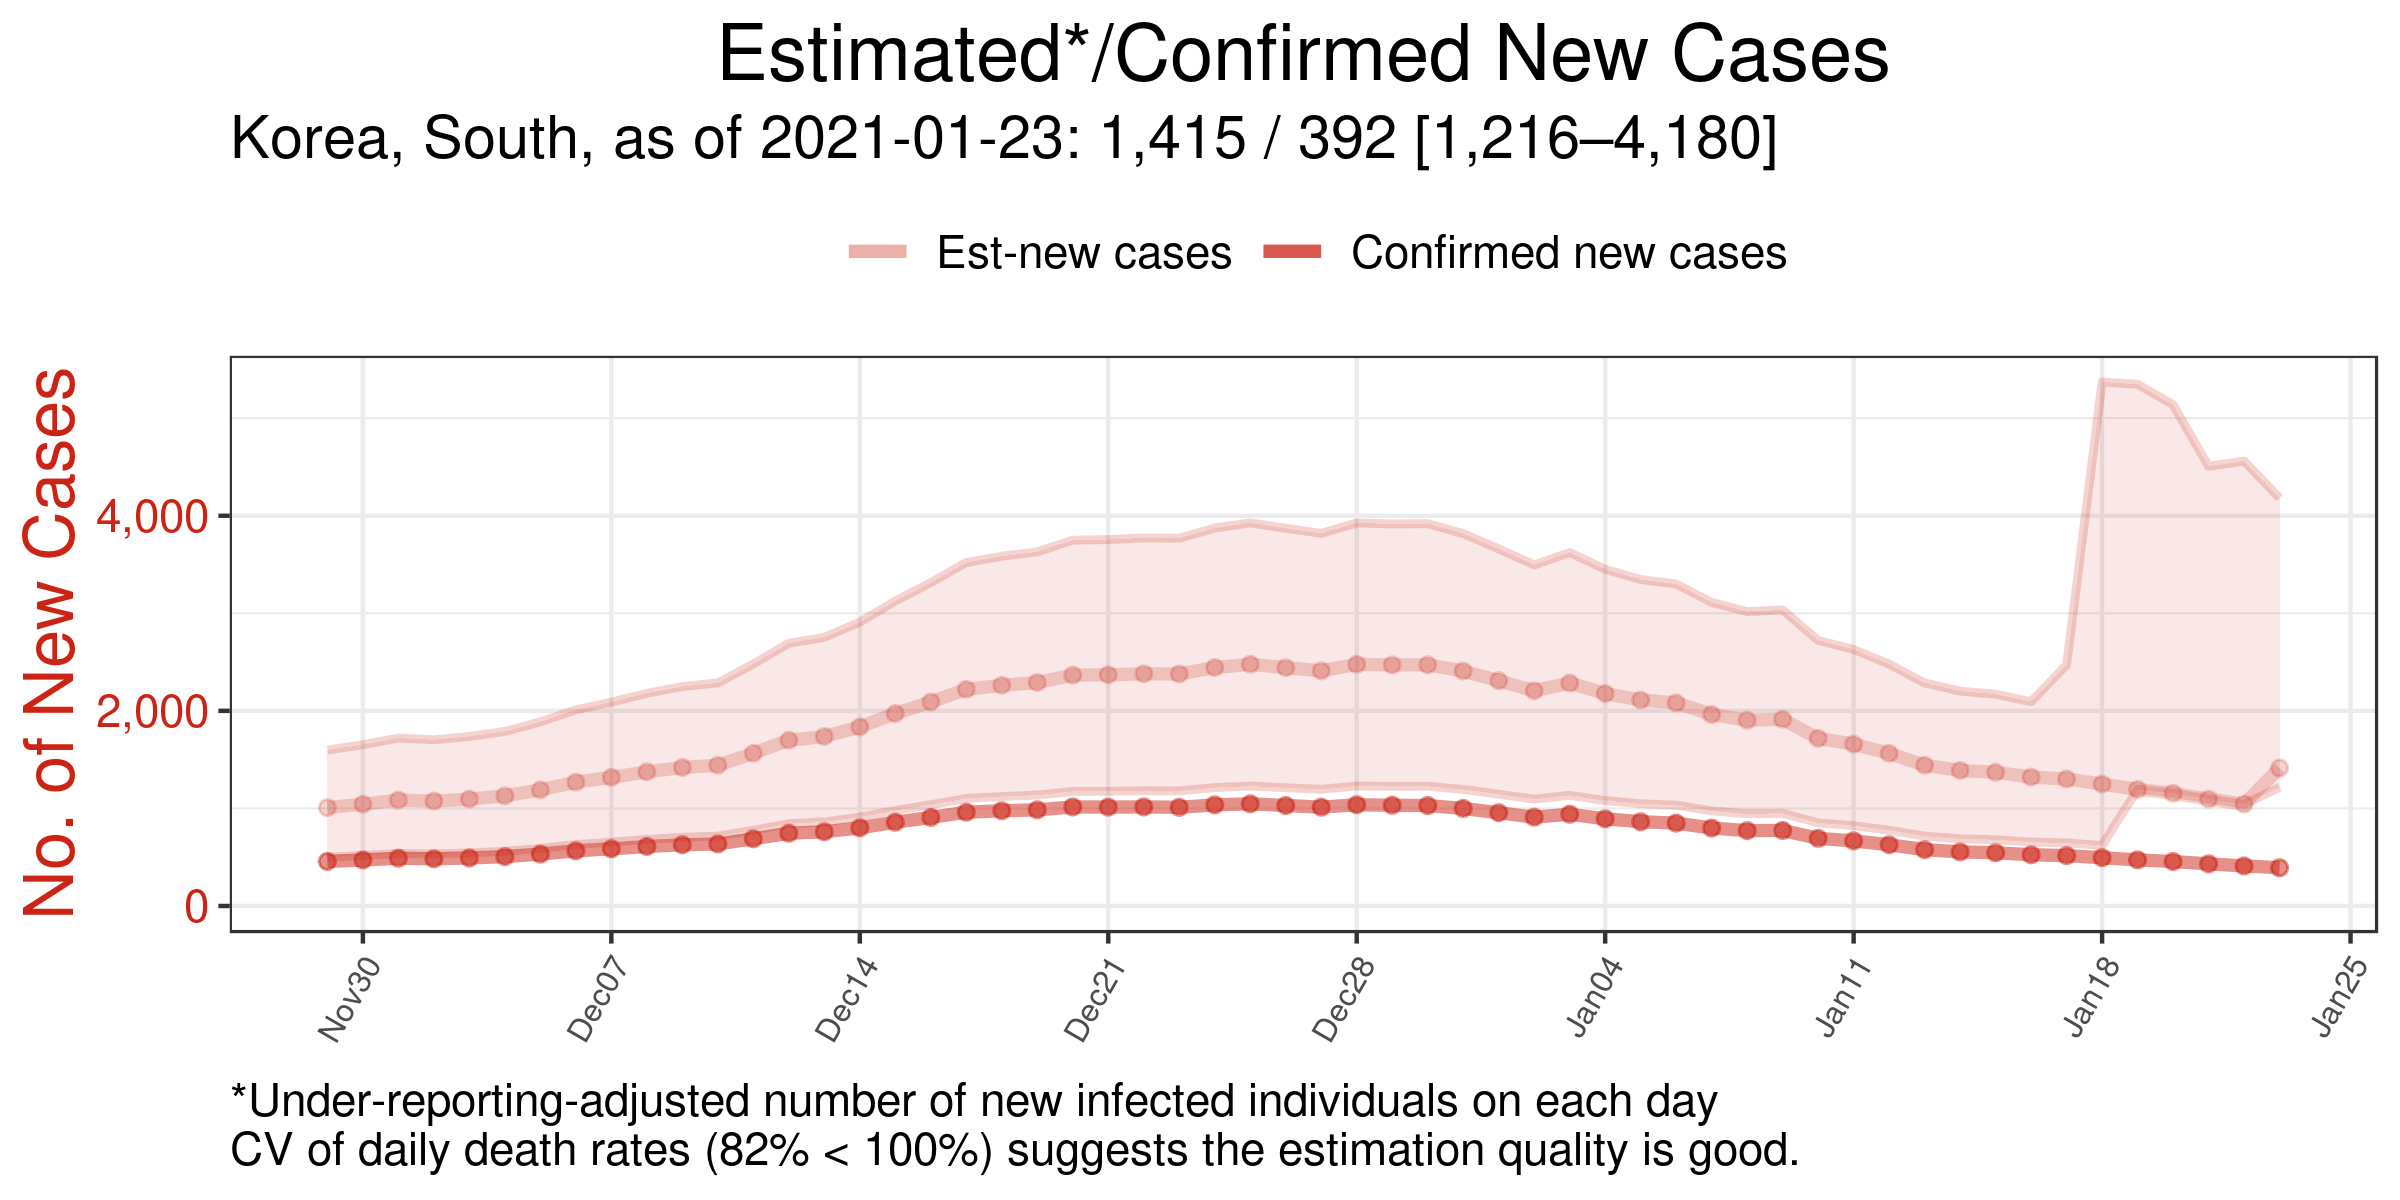 Estimated*/Confirmed New Cases
Korea, South, as of 2021-01-23: 1,415 / 392 [1,216–4,180]
Est-new cases
Confirmed new cases
No. of New Cases
4,000
2,000
0
Nov30
Dec07
Dec14
Dec21
Dec28
Jan04
Jan11
Jan18
Jan25
*Under-reporting-adjusted number of new infected individuals on each day
CV of daily death rates (82% < 100%) suggests the estimation quality is good.